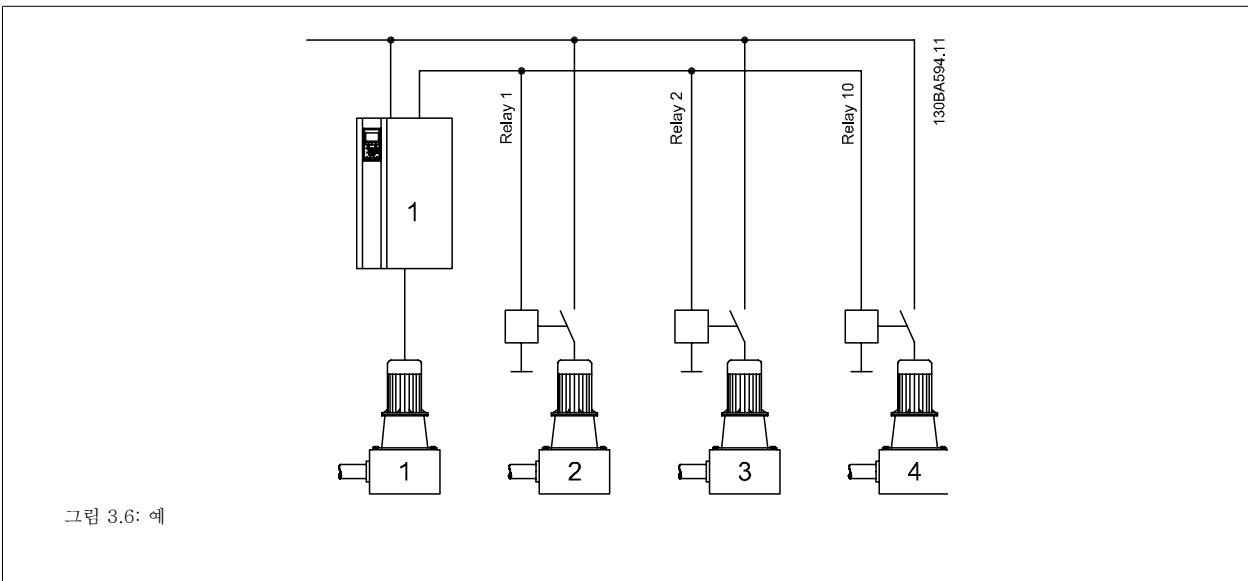 130BA594.11
Relay 1
Relay 2
Relay 10
1
1
2
3
4
그림 3.6: 예